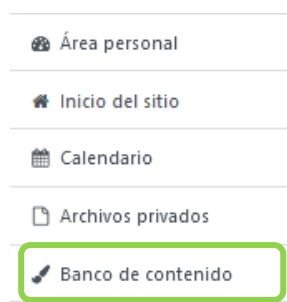 Área personal
Inicio del sitio
Calendario
Archivos privados
Banco de contenido